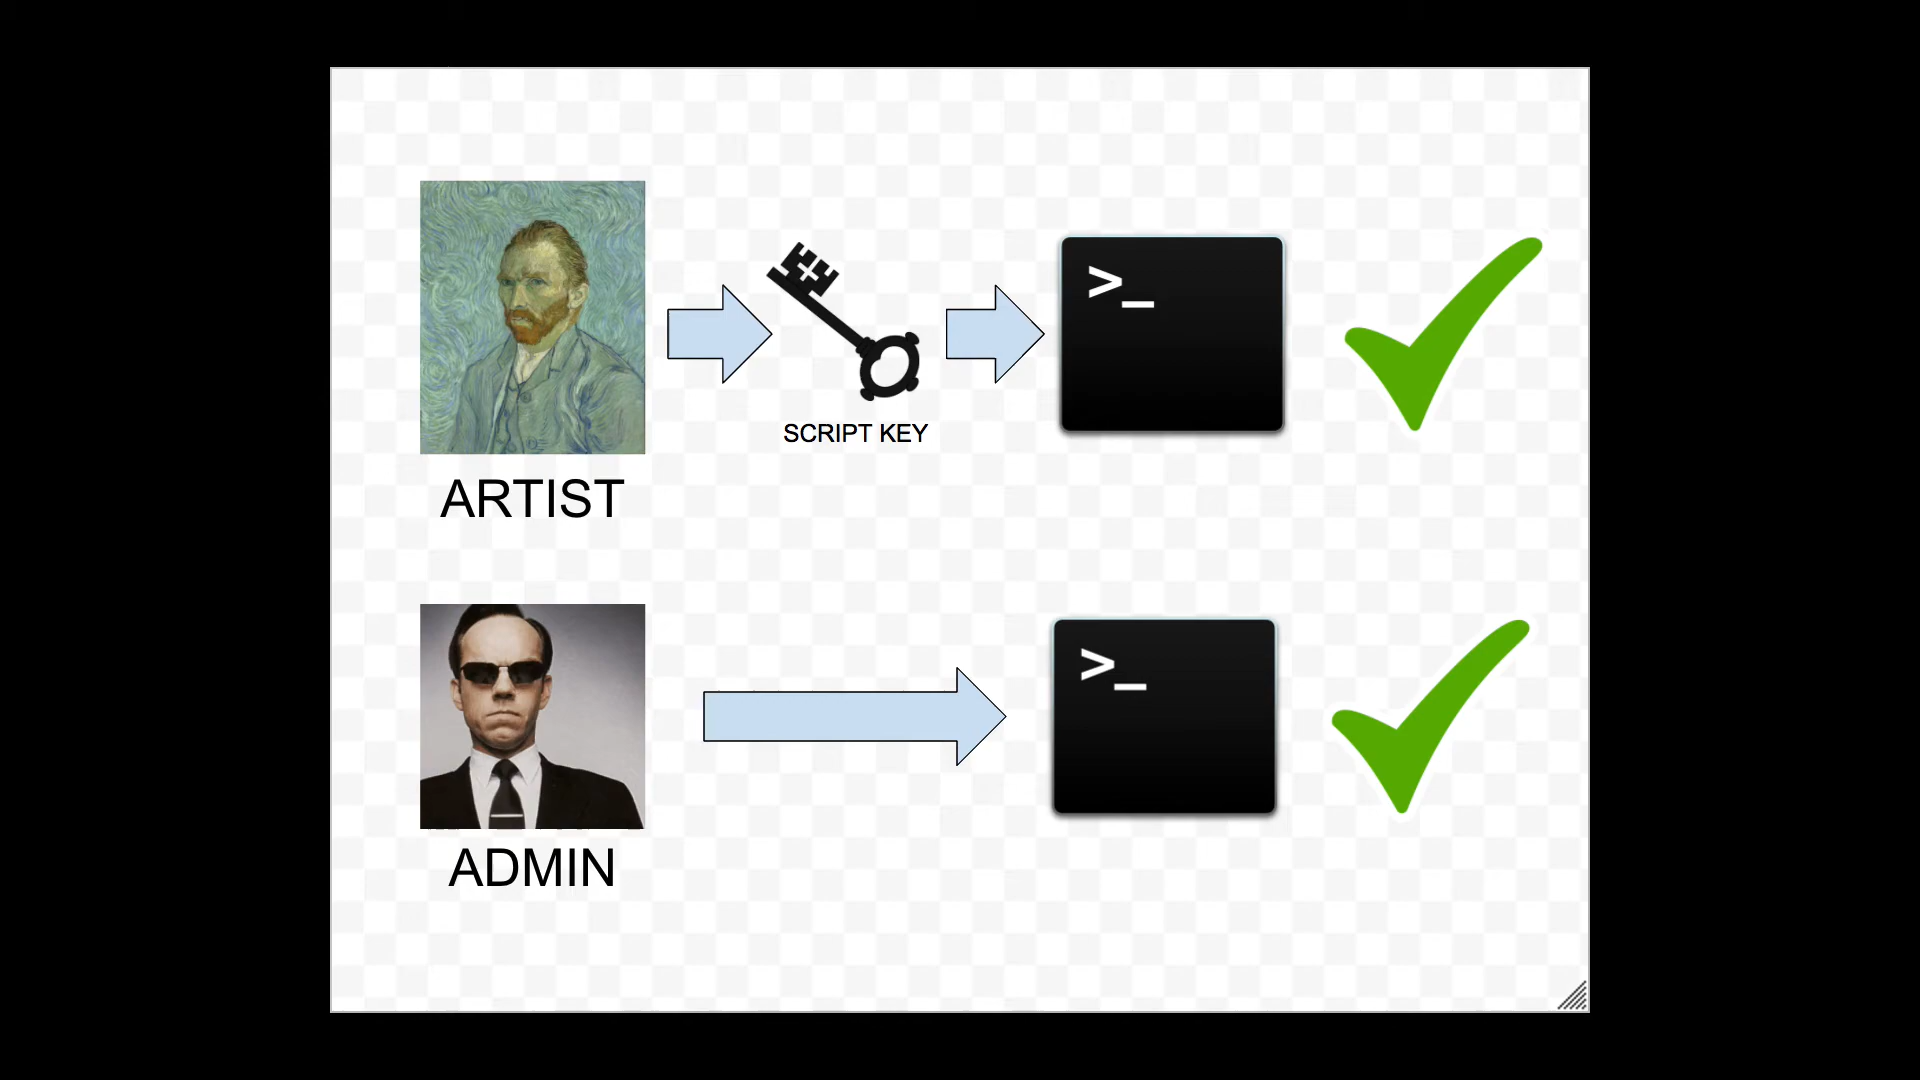 >_
SCRIPT KEY
ARTIST
>_
ADMIN